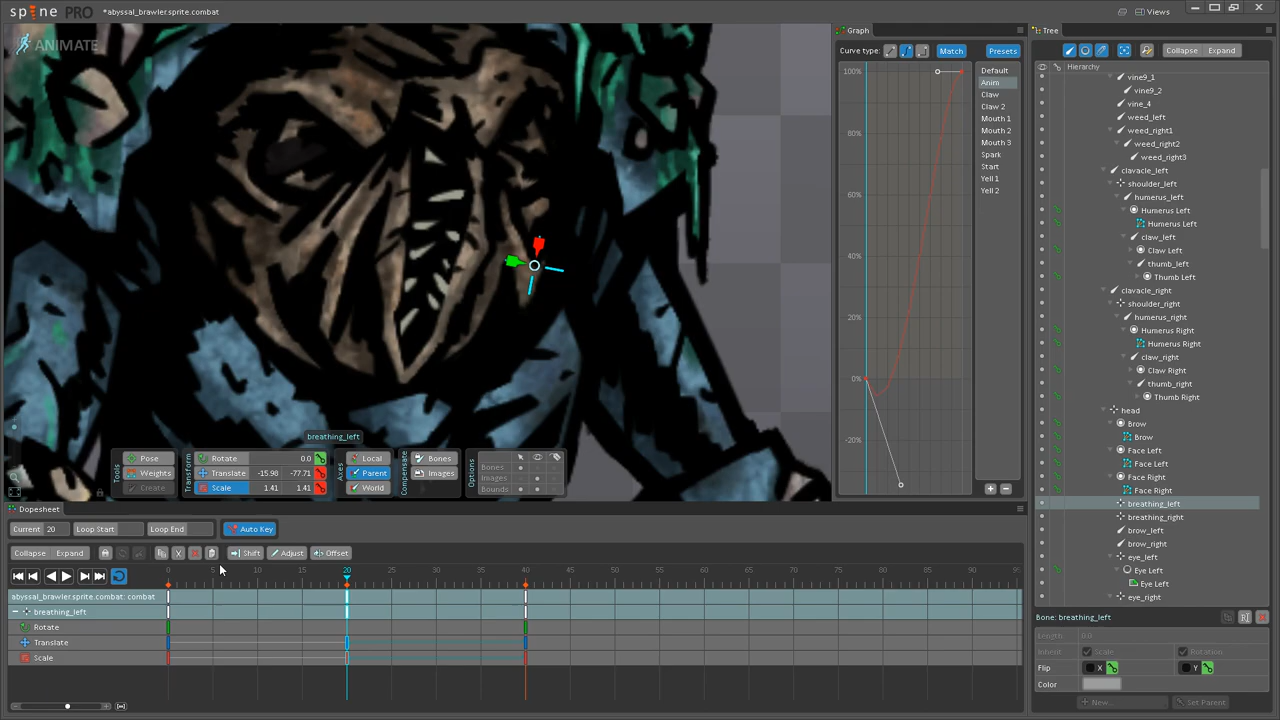 spine PRO *abyssal_brawler.sprite.combat Views
ANIMATE
Graph
Curve type: Match Presets
100%
80%
60%
40%
20%
0%
-20%
Default
Anim
Claw
Claw 2
Mouth 1
Mouth 2
Mouth 3
Spark
Start
Yell 1
Yell 2
Tree
Collapse Expand
Hierarchy
vine9_1
vine9_2
vine_4
weed_left
weed_right1
weed_right2
weed_right3
clavacle_left
shoulder_left
humerus_left
Humerus Left
Humerus Left
claw_left
Claw Left
thumb_left
Thumb Left
clavacle_right
shoulder_right
humerus_right
Humerus Right
Humerus Right
claw_right
Claw Right
thumb_right
Thumb Right
head
Brow
Brow
Face Left
Face Left
Face Right
Face Right
breathing_left
breathing_right
brow_left
brow_right
eye_left
Eye Left
Eye Left
eye_right
Bone: breathing_left
Length: 0.0
Inherit Scale Rotation
Flip X Y
Color
New... Set Parent
breathing_left
Tools
Pose
Weights
Create
Transform
Rotate 0.0
Translate -15.98 -77.71
Scale 1.41 1.41
Axes
Local
Parent
World
Compensate
Bones
Images
Options
Bones
Images
Bounds
Dopesheet
Current 20 Loop Start Loop End Auto Key
Collapse Expand Shift Adjust Offset
0 5 10 15 20 25 30 35 40 45 50 55 60 65 70 75 80 85 90 95
abyssal_brawler.sprite.combat: combat
breathing_left
Rotate
Translate
Scale